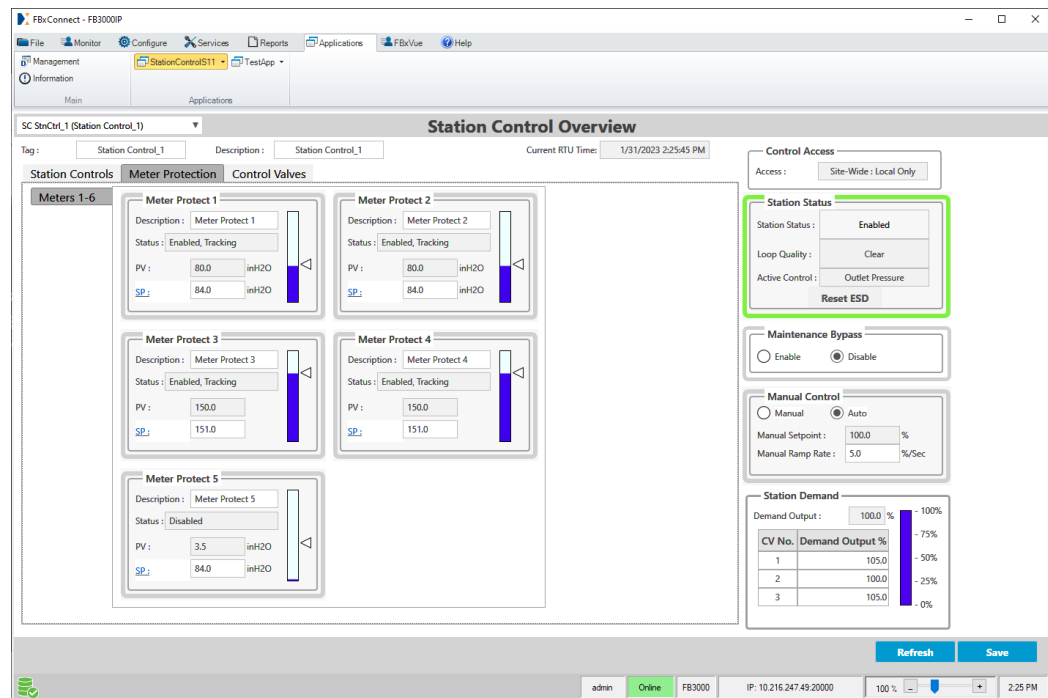 FBxConnect - FB3000IP
File Monitor Configure Services Reports Applications FBxVue Help
Management StationControlS11 TestApp
Information
Main Applications
SC StnCtrl_1 (Station Control_1) Station Control Overview
Tag : Station Control_1 Description : Station Control_1 Current RTU Time: 1/31/2023 2:25:45 PM
Station Controls Meter Protection Control Valves
Meters 1-6
Meter Protect 1
Description : Meter Protect 1
Status : Enabled, Tracking
PV : 80.0 inH2O
SP : 84.0 inH2O
Meter Protect 2
Description : Meter Protect 2
Status : Enabled, Tracking
PV : 80.0 inH2O
SP : 84.0 inH2O
Meter Protect 3
Description : Meter Protect 3
Status : Enabled, Tracking
PV : 150.0
SP : 151.0
Meter Protect 4
Description : Meter Protect 4
Status : Enabled, Tracking
PV : 150.0
SP : 151.0
Meter Protect 5
Description : Meter Protect 5
Status : Disabled
PV : 3.5 inH2O
SP : 84.0 inH2O
Control Access
Access : Site-Wide : Local Only
Station Status
Station Status : Enabled
Loop Quality : Clear
Active Control : Outlet Pressure
Reset ESD
Maintenance Bypass
Enable Disable
Manual Control
Manual Auto
Manual Setpoint : 100.0 %
Manual Ramp Rate : 5.0 %/Sec
Station Demand
Demand Output : 100.0 %
CV No. Demand Output %
1 105.0
2 100.0
3 105.0
- 100%
- 75%
- 50%
- 25%
- 0%
Refresh Save
admin Online FB3000 IP: 10.216.247.49:20000 100 % - + 2:25 PM